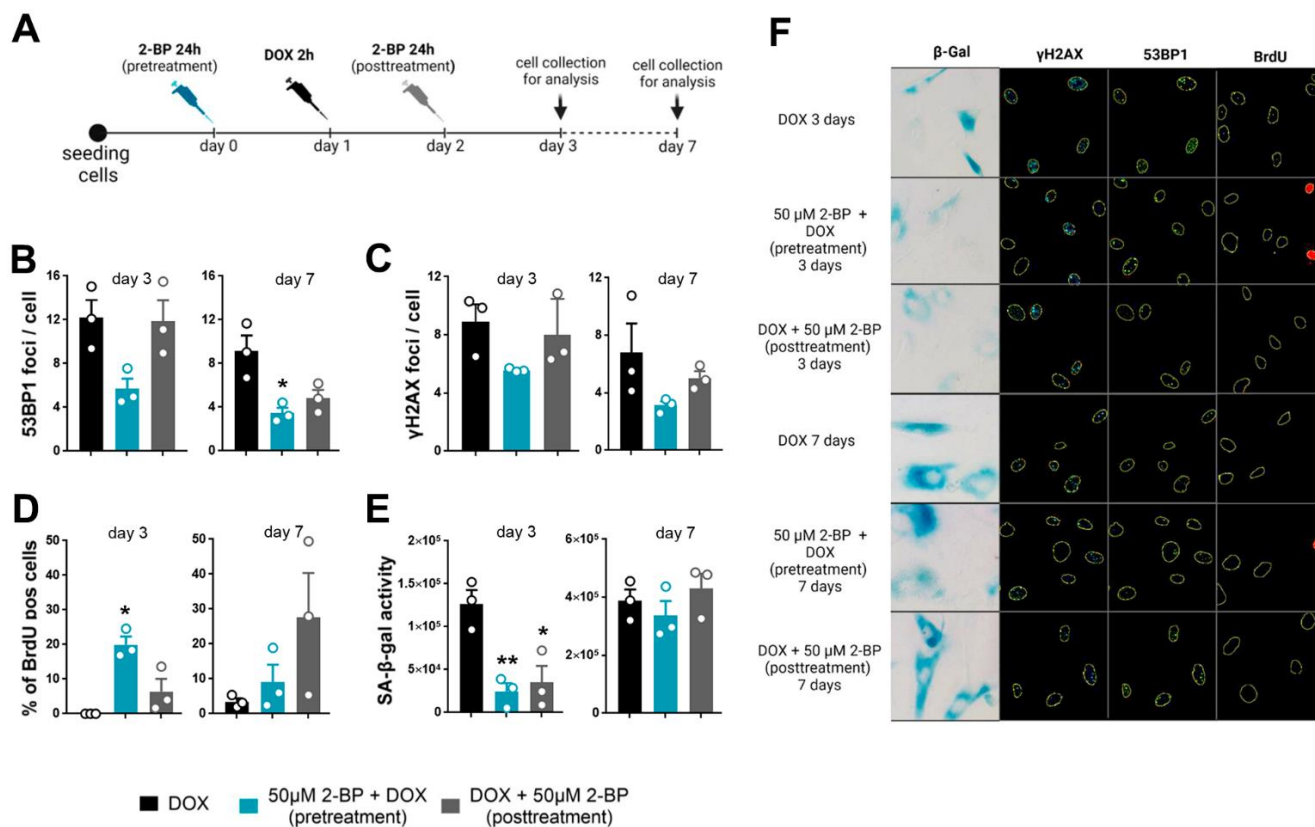 A
2-BP 24h
(pretreatment)
DOX 2h
2-BP 24h
(posttreatment)
cell collection
for analysis
cell collection
for analysis
seeding
cells
day 0
day 1
day 2
day 3
day 7
B
53BP1 foci / cell
day 3
16
12
8
4
0
day 7
16
12
8
4
0
*
C
γH2AX foci / cell
day 3
12
8
4
0
day 7
12
10
8
6
4
2
0
D
% of BrdU pos cells
day 3
50
40
30
20
10
0
*
day 7
50
40
30
20
10
0
E
SA-β-gal activity
day 3
2×10⁵
1.5×10⁵
1×10⁵
5×10⁴
0
**
*
day 7
6×10⁵
4×10⁵
2×10⁵
0
DOX
50µM 2-BP + DOX
(pretreatment)
DOX + 50µM 2-BP
(posttreatment)
F
β-Gal
γH2AX
53BP1
BrdU
DOX 3 days
50 µM 2-BP +
DOX
(pretreatment)
3 days
DOX + 50 µM 2-BP
(posttreatment)
3 days
DOX 7 days
50 µM 2-BP +
DOX
(pretreatment)
7 days
DOX + 50 µM 2-BP
(posttreatment)
7 days